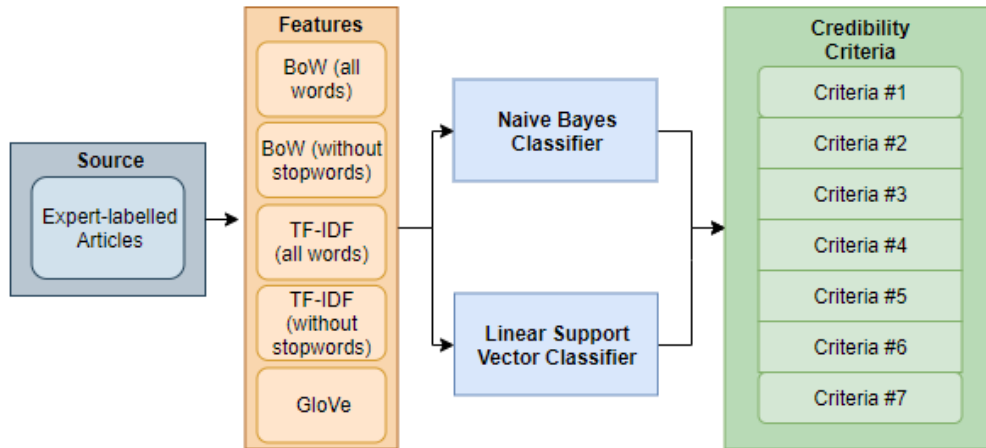 Source
Expert-labelled
Articles
Features
BoW (all
words)
BoW (without
stopwords)
TF-IDF
(all words)
TF-IDF
(without
stopwords)
GloVe
Naive Bayes
Classifier
Linear Support
Vector Classifier
Credibility
Criteria
Criteria #1
Criteria #2
Criteria #3
Criteria #4
Criteria #5
Criteria #6
Criteria #7